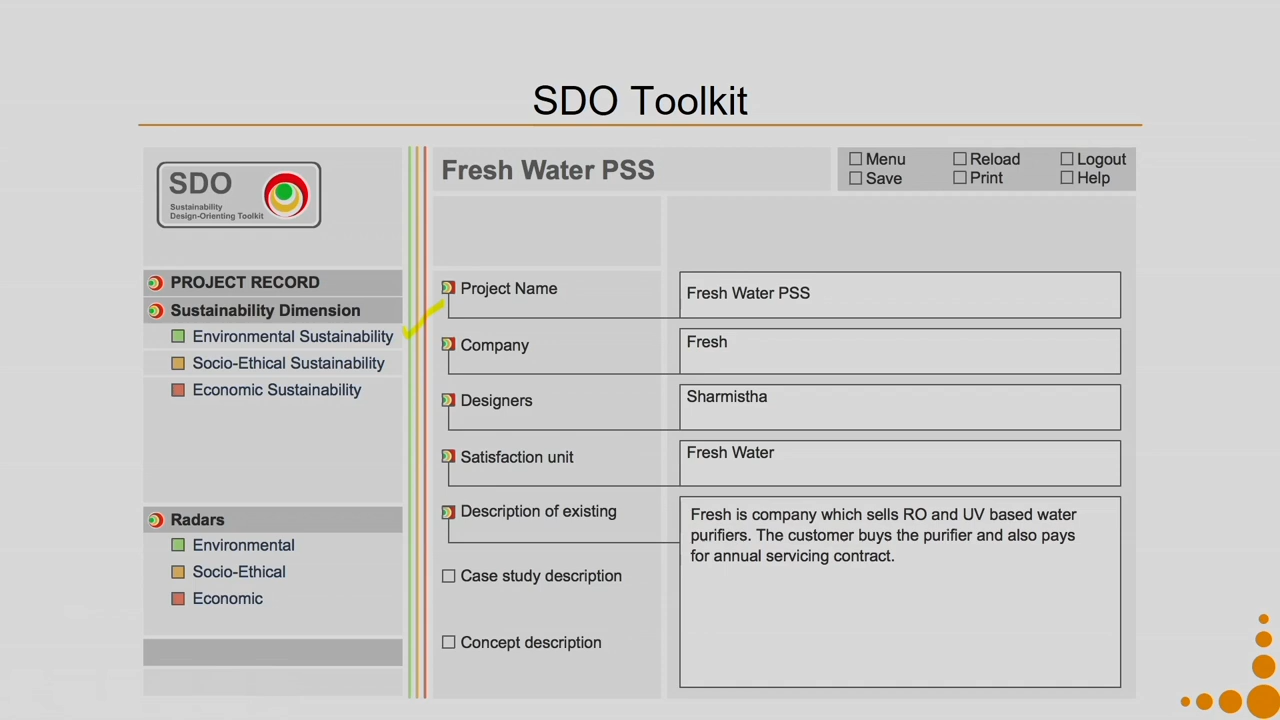 SDO Toolkit
SDO
Sustainability
Design-Orienting Toolkit
Fresh Water PSS
Menu
Reload
Logout
Save
Print
Help
PROJECT RECORD
Sustainability Dimension
Environmental Sustainability
Socio-Ethical Sustainability
Economic Sustainability
Radars
Environmental
Socio-Ethical
Economic
Project Name
Fresh Water PSS
Company
Fresh
Designers
Sharmistha
Satisfaction unit
Fresh Water
Description of existing
Fresh is company which sells RO and UV based water
purifiers. The customer buys the purifier and also pays
for annual servicing contract.
Case study description
Concept description